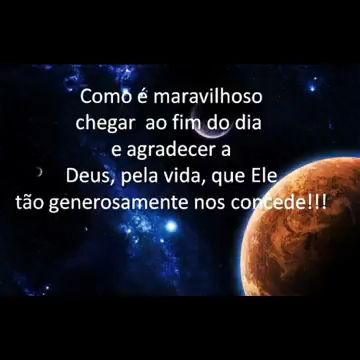 Como é maravilhoso
chegar ao fim do dia
e agradecer a
Deus, pela vida, que Ele
tão generosamente nos concede!!!